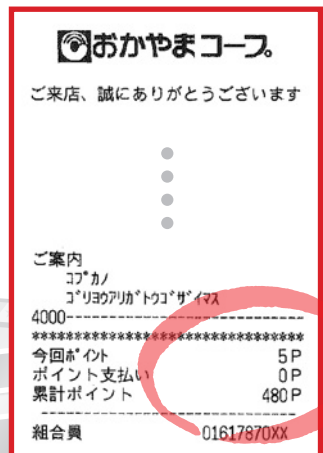 おかやまコープ。
ご来店、誠にありがとうございます
ご案内
ｺﾌﾟｶﾉ
ｺﾞﾘﾖｳｱﾘｶﾞﾄｳｺﾞｻﾞｲﾏｽ
4000------------------------------
********************************
今回ﾎﾟｲﾝﾄ 5P
ポイント支払い 0P
累計ポイント 480P
--------------------------------
組合員 01617870XX